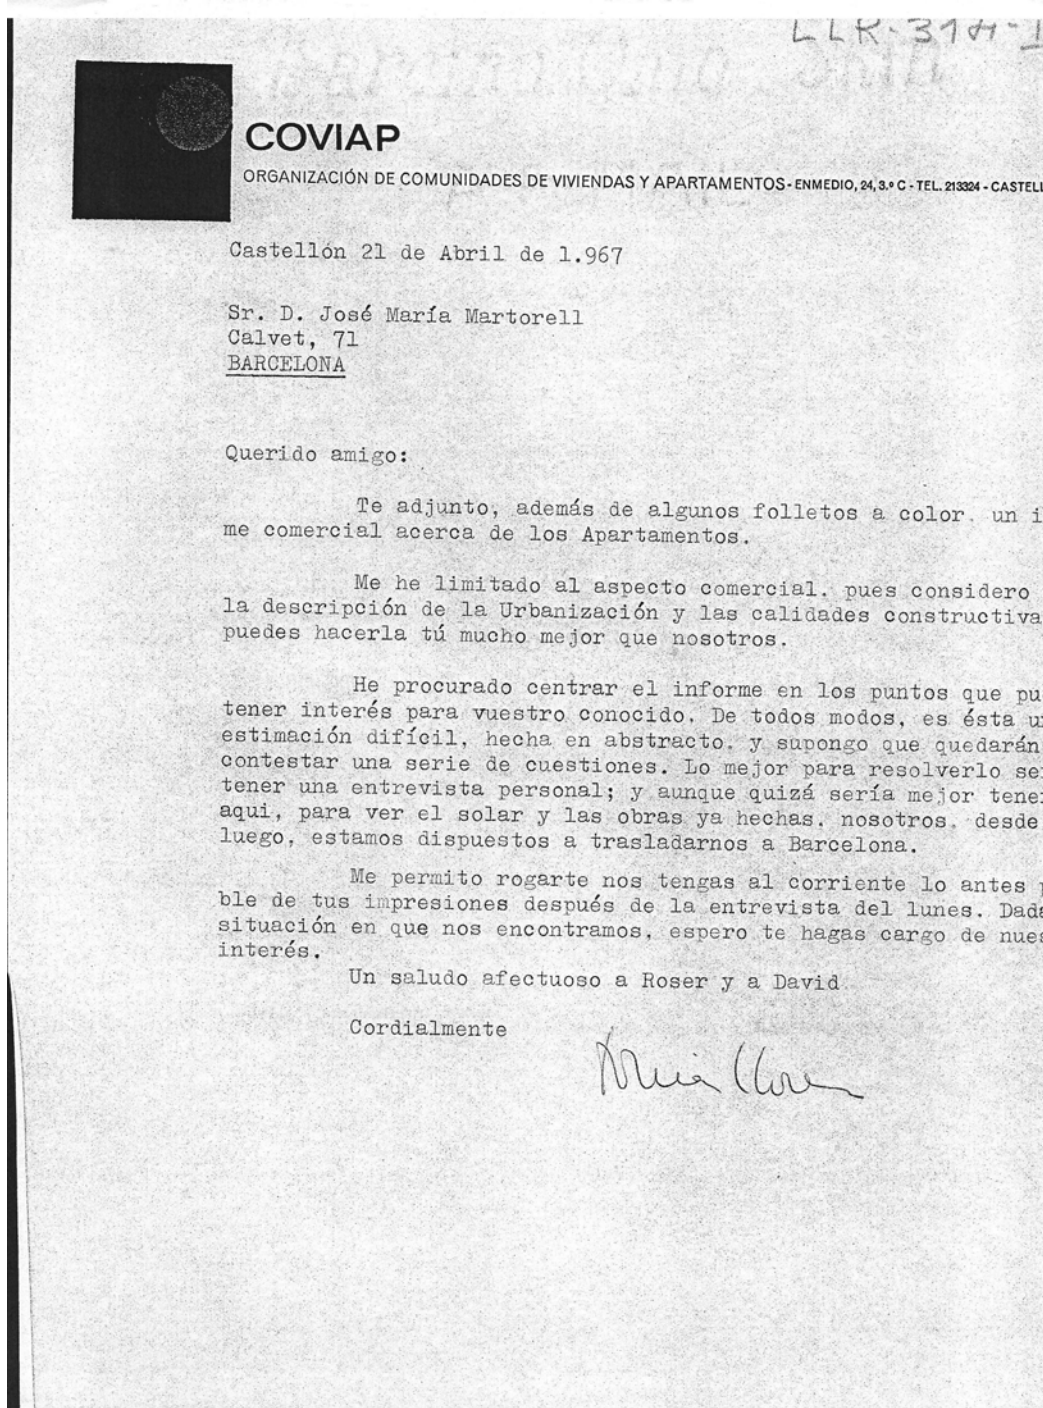 LLR-314-I
COVIAP
ORGANIZACIÓN DE COMUNIDADES DE VIVIENDAS Y APARTAMENTOS - ENMEDIO, 24, 3.º C - TEL. 213324 - CASTELL
Castellón 21 de Abril de 1.967
Sr. D. José María Martorell
Calvet, 71
BARCELONA
Querido amigo:
Te adjunto, además de algunos folletos a color. un i
me comercial acerca de los Apartamentos.
Me he limitado al aspecto comercial. pues considero
la descripción de la Urbanización y las calidades constructiva
puedes hacerla tú mucho mejor que nosotros.
He procurado centrar el informe en los puntos que pu
tener interés para vuestro conocido. De todos modos, es ésta u
estimación difícil, hecha en abstracto. y supongo que quedarán
contestar una serie de cuestiones. Lo mejor para resolverlo se
tener una entrevista personal; y aunque quizá sería mejor tene
aqui, para ver el solar y las obras ya hechas. nosotros. desde
luego, estamos dispuestos a trasladarnos a Barcelona.
Me permito rogarte nos tengas al corriente lo antes
ble de tus impresiones después de la entrevista del lunes. Dada
situación en que nos encontramos, espero te hagas cargo de nues
interés.
Un saludo afectuoso a Roser y a David
Cordialmente